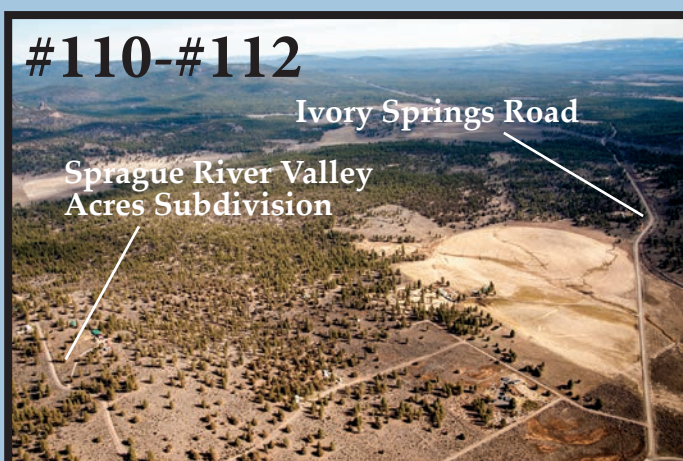 #110-#112
Ivory Springs Road
Sprague River Valley
Acres Subdivision